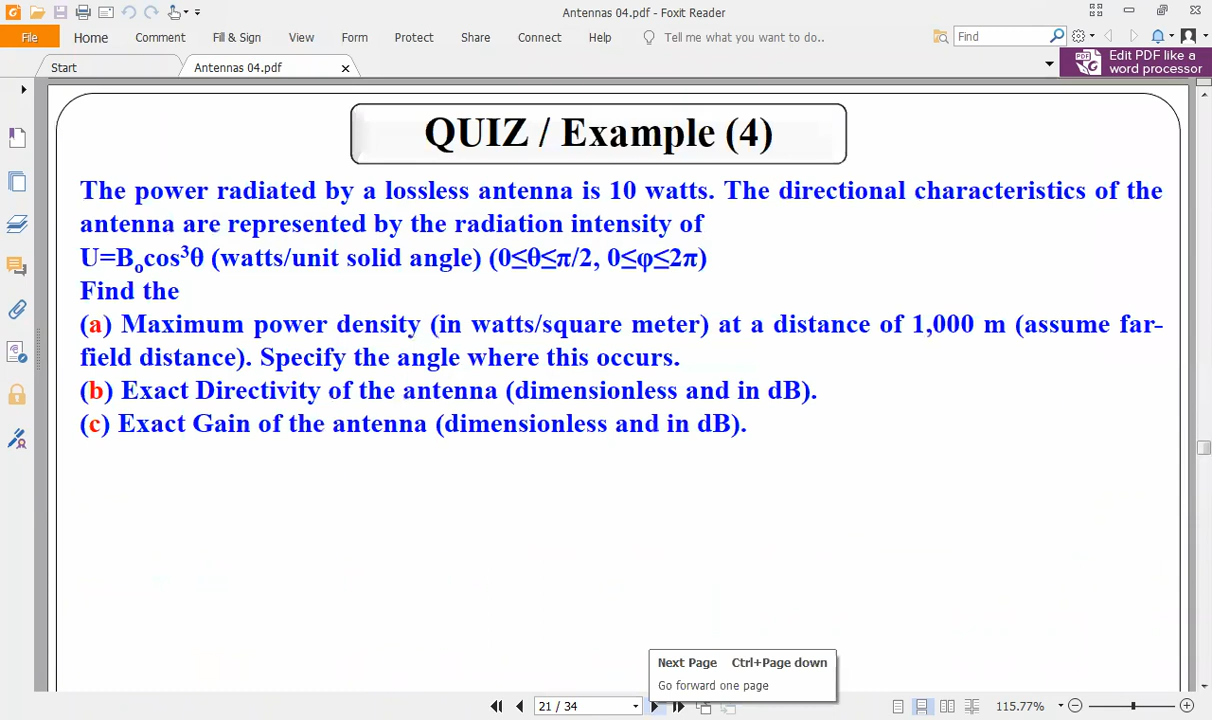 Antennas 04.pdf - Foxit Reader
File Home Comment Fill & Sign View Form Protect Share Connect Help Tell me what you want to do.. Find
Start Antennas 04.pdf Edit PDF like a
word processor
QUIZ / Example (4)
The power radiated by a lossless antenna is 10 watts. The directional characteristics of the
antenna are represented by the radiation intensity of
U=Bₒcos³θ (watts/unit solid angle) (0≤θ≤π/2, 0≤φ≤2π)
Find the
(a) Maximum power density (in watts/square meter) at a distance of 1,000 m (assume far-
field distance). Specify the angle where this occurs.
(b) Exact Directivity of the antenna (dimensionless and in dB).
(c) Exact Gain of the antenna (dimensionless and in dB).
Next Page Ctrl+Page down
Go forward one page
21 / 34 115.77%